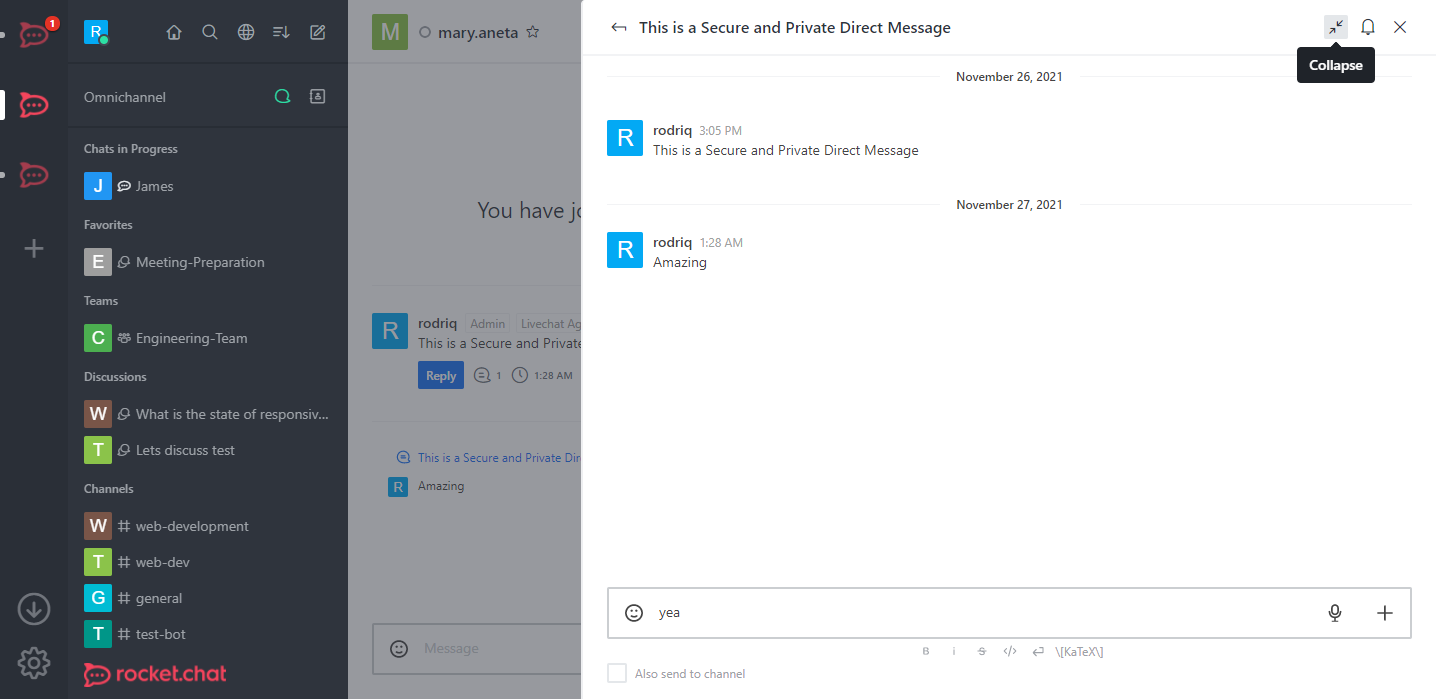 1
R
Omnichannel
Chats in Progress
J James
Favorites
E Meeting-Preparation
Teams
C Engineering-Team
Discussions
W What is the state of responsiv...
T Lets discuss test
Channels
W web-development
T web-dev
G general
T test-bot
rocket.chat
M mary.aneta
You have jo
R rodriq Admin Livechat Ag
This is a Secure and Private
Reply 1 1:28 AM
This is a Secure and Private Dir
R Amazing
Message
This is a Secure and Private Direct Message
Collapse
November 26, 2021
R rodriq 3:05 PM
This is a Secure and Private Direct Message
November 27, 2021
R rodriq 1:28 AM
Amazing
yea
B i S </> \[KaTeX\]
Also send to channel